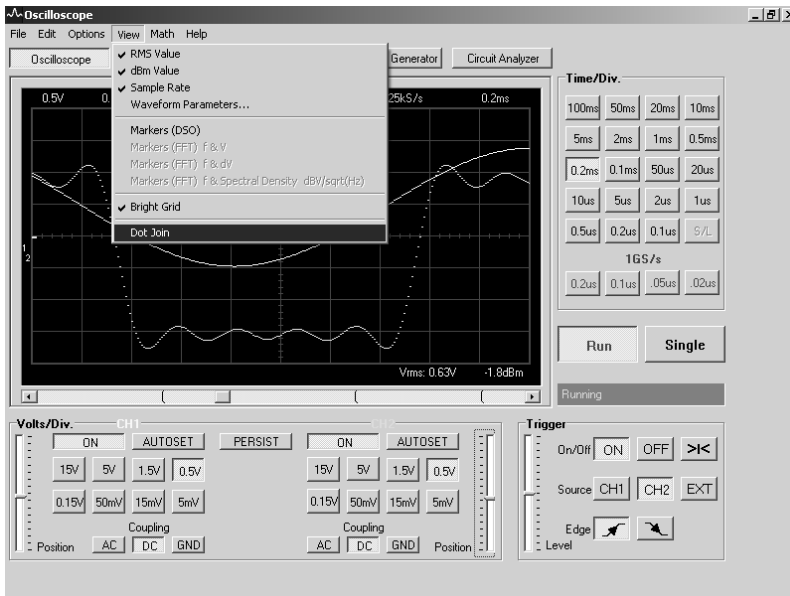 Oscilloscope
File Edit Options View Math Help
Oscilloscope Generator Circuit Analyzer
RMS Value
dBm Value
Sample Rate
Waveform Parameters...
Markers (DSO)
Markers (FTT) f & V
Markers (FTT) f & dV
Markers (FTT) f & Spectral Density dBV/sqrt(Hz)
Bright Grid
Dot Join
0.5V 0. 25kS/s 0.2ms
1
2
Vrms: 0.63V -1.8dBm
Time/Div.
100ms 50ms 20ms 10ms
5ms 2ms 1ms 0.5ms
0.2ms 0.1ms 50us 20us
10us 5us 2us 1us
0.5us 0.2us 0.1us S/L
1GS/s
0.2us 0.1us .05us .02us
Run Single
Running
Volts/Div. CH1 CH2
ON AUTOSET PERSIST ON AUTOSET
15V 5V 1.5V 0.5V 15V 5V 1.5V 0.5V
0.15V 50mV 15mV 5mV 0.15V 50mV 15mV 5mV
Coupling Coupling
Position AC DC GND AC DC GND Position
Trigger
On/Off ON OFF >I<
Source CH1 CH2 EXT
Edge
Level